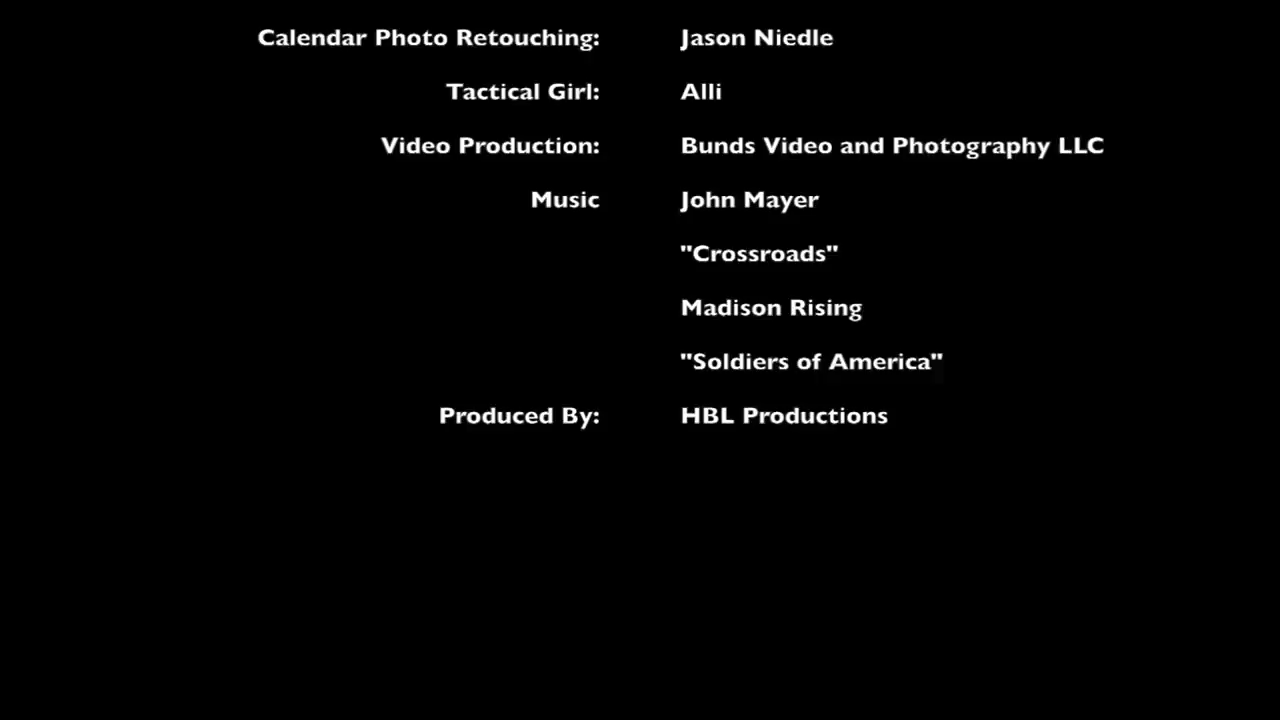 Calendar Photo Retouching: Jason Niedle
Tactical Girl: Alli
Video Production: Bunds Video and Photography LLC
Music John Mayer
"Crossroads"
Madison Rising
"Soldiers of America"
Produced By: HBL Productions